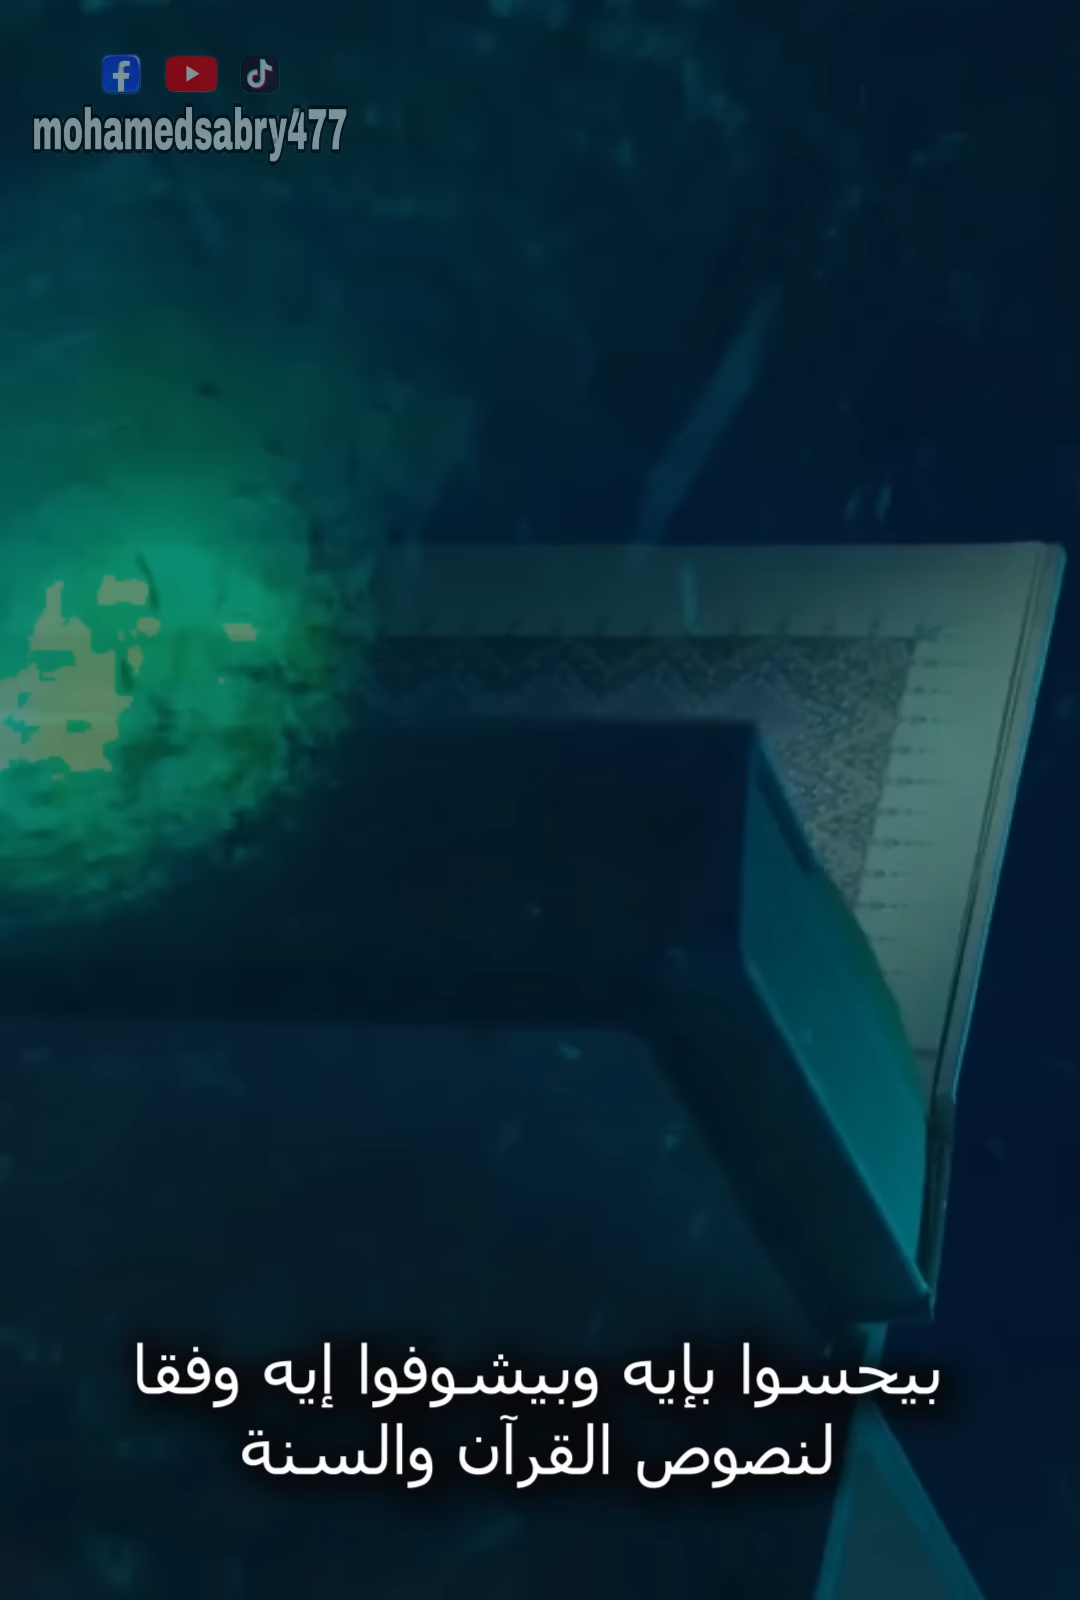 mohamedsabry477
بيحسوا بإيه وبيشوفوا إيه وفقا
لنصوص القرآن والسنة